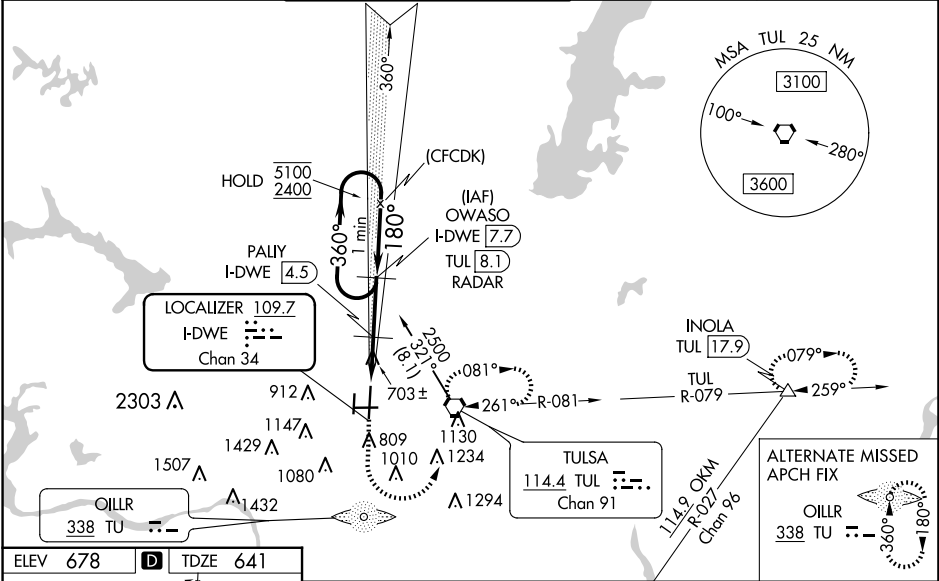 MSA TUL 25 NM
3100
100°
280°
3600
360°
HOLD 5100
2400
(CFCDK)
360°
1 min
180°
(IAF)
OWASO
I-DWE 7.7
TUL 8.1
RADAR
PALIY
I-DWE 4.5
LOCALIZER 109.7
I-DWE
Chan 34
2500
321°
(8.1)
081°
261°
R-081
TUL
R-079
INOLA
TUL 17.9
079°
259°
703 ±
2303
912
1147
1429
1507
1080
1432
809
1010
1130
1234
1294
TULSA
114.4 TUL
Chan 91
114.9 OKM
R-027
Chan 96
OILLR
338 TU
ALTERNATE MISSED
APCH FIX
OILLR
338 TU
360°
180°
ELEV 678 D TDZE 641